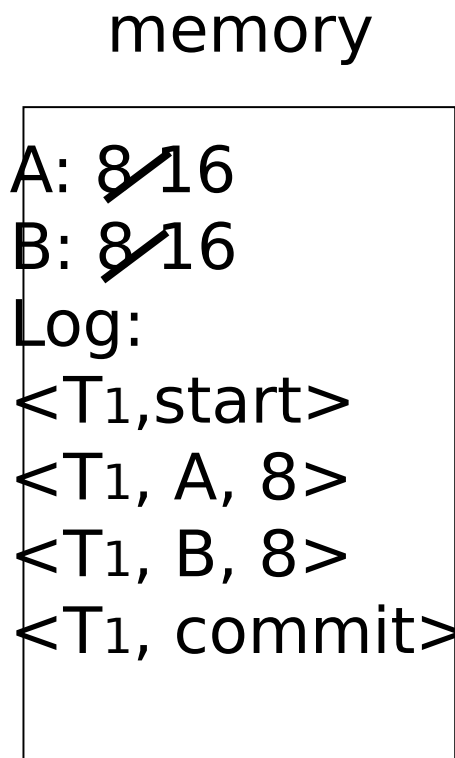 memory
A: 8 16
B: 8 16
Log:
<T1,start>
<T1, A, 8>
<T1, B, 8>
<T1, commit>